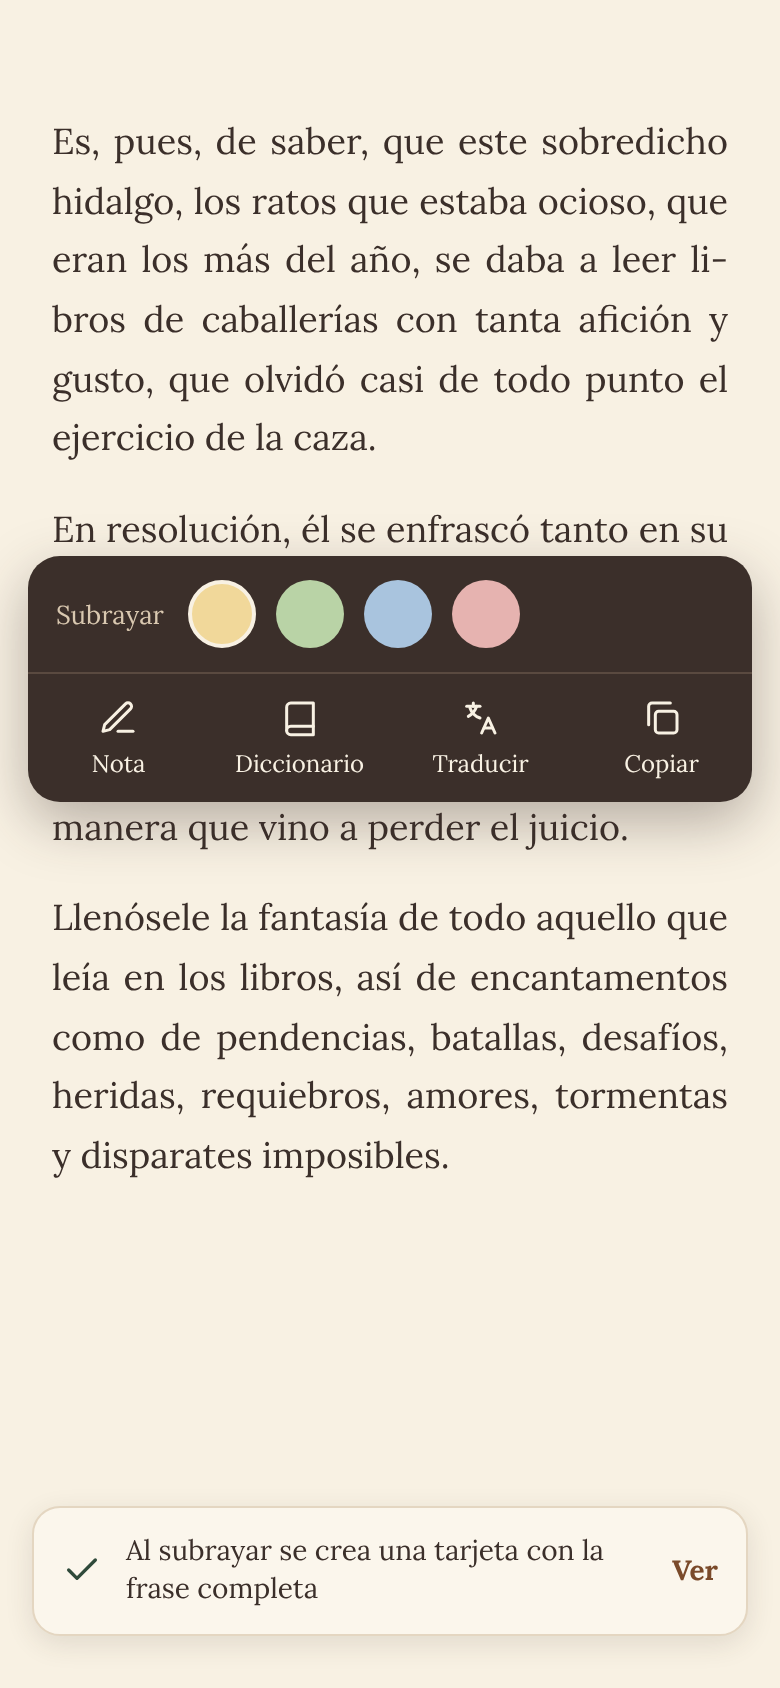 Es, pues, de saber, que este sobredicho
hidalgo, los ratos que estaba ocioso, que
eran los más del año, se daba a leer li-
bros de caballerías con tanta afición y
gusto, que olvidó casi de todo punto el
ejercicio de la caza.
En resolución, él se enfrascó tanto en su
Subrayar
Nota
Diccionario
Traducir
Copiar
manera que vino a perder el juicio.
Llenósele la fantasía de todo aquello que
leía en los libros, así de encantamentos
como de pendencias, batallas, desafíos,
heridas, requiebros, amores, tormentas
y disparates imposibles.
Al subrayar se crea una tarjeta con la
frase completa
Ver